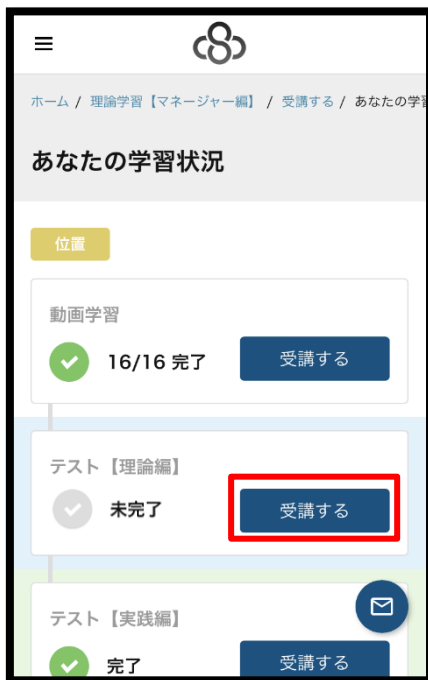 ホーム / 理論学習【マネージャー編】 / 受講する / あなたの学習
あなたの学習状況
位置
動画学習
16/16 完了
受講する
テスト【理論編】
未完了
受講する
テスト【実践編】
完了
受講する